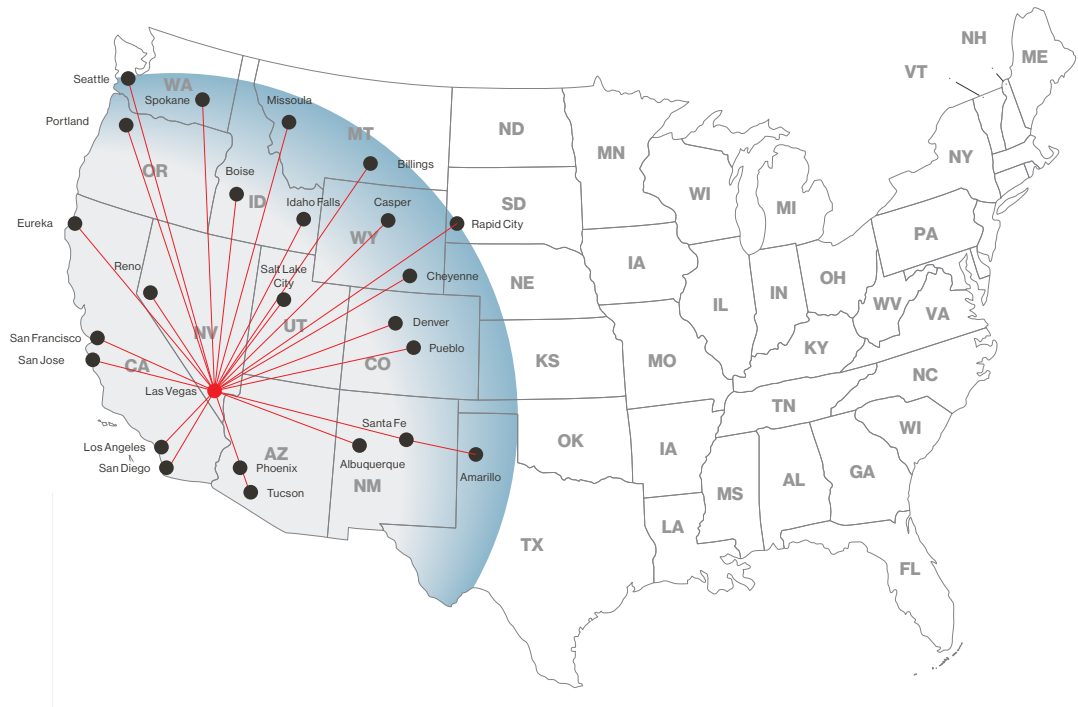 NH
ME
VT
Seattle
WA
Spokane
Missoula
Portland
MT
ND
MN
NY
Billings
OR
Boise
ID
WI
Idaho Falls
Casper
SD
MI
Eureka
Rapid City
WY
PA
Reno
Salt Lake
City
Cheyenne
NE
IA
OH
IN
IL
WV
VA
NV
UT
Denver
San Francisco
Pueblo
KY
San Jose
CA
CO
KS
MO
NC
Las Vegas
TN
Santa Fe
WI
Los Angeles
AZ
OK
IA
San Diego
Phoenix
Albuquerque
Amarillo
GA
NM
Tucson
MS
AL
LA
TX
FL